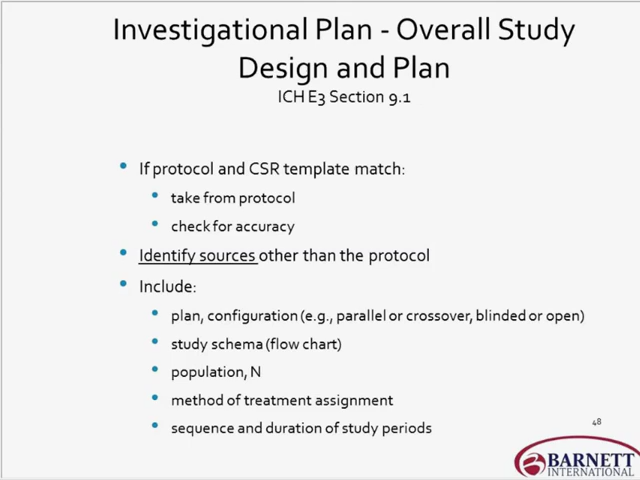 Investigational Plan - Overall Study
Design and Plan
ICH E3 Section 9.1
• If protocol and CSR template match:
• take from protocol
• check for accuracy
• Identify sources other than the protocol
• Include:
• plan, configuration (e.g., parallel or crossover, blinded or open)
• study schema (flow chart)
• population, N
• method of treatment assignment
• sequence and duration of study periods
48
BARNETT
INTERNATIONAL